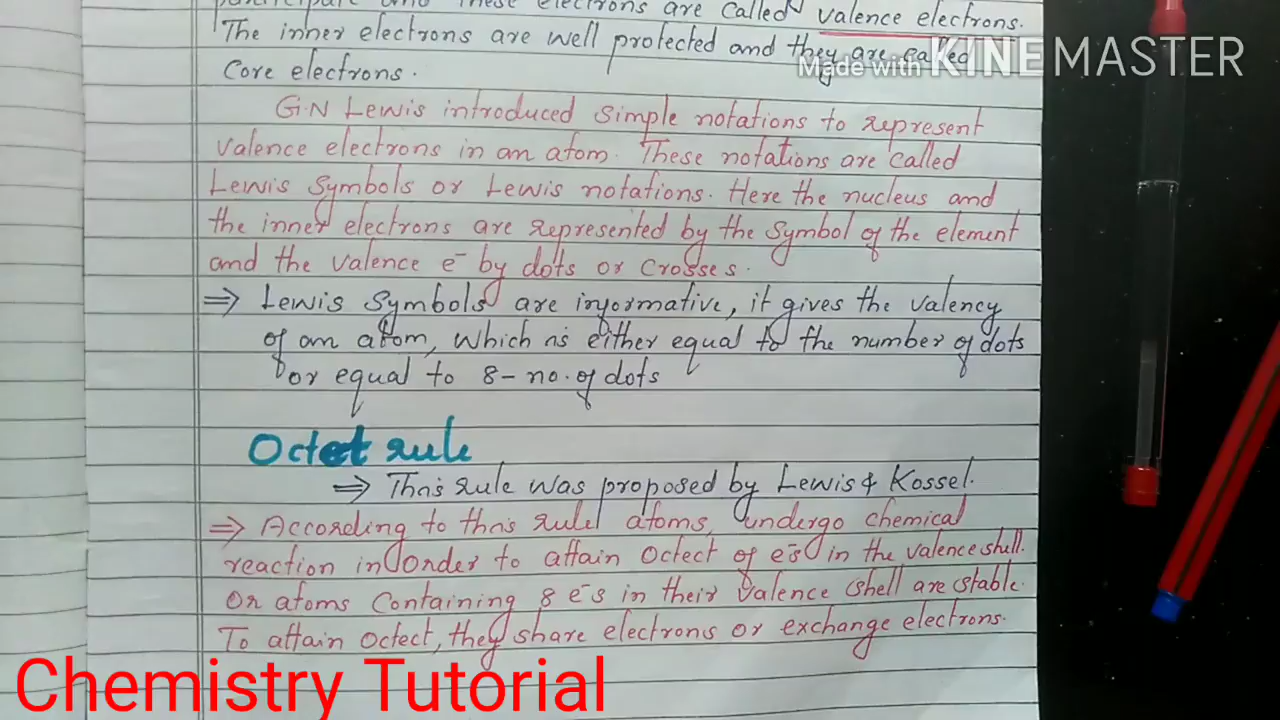 participate and these electrons are called valence electrons.
The inner electrons are well protected and they are called
Core electrons.
Made with KINEMASTER
G.N Lewis introduced simple notations to represent
valence electrons in an atom. These notations are called
Lewis symbols or Lewis notations. Here the nucleus and
the inner electrons are represented by the symbol of the element
and the valence e⁻ by dots or crosses.
⇒ Lewis symbols are informative, it gives the valency
of an atom, which is either equal to the number of dots
or equal to 8 - no. of dots
Octet rule
⇒ This rule was proposed by Lewis & Kossel.
⇒ According to this rule atoms, undergo chemical
reaction in order to attain octect of e⁻s in the valence shell.
Or atoms containing 8 e⁻s in their valence shell are stable.
To attain octect, they share electrons or exchange electrons.
Chemistry Tutorial